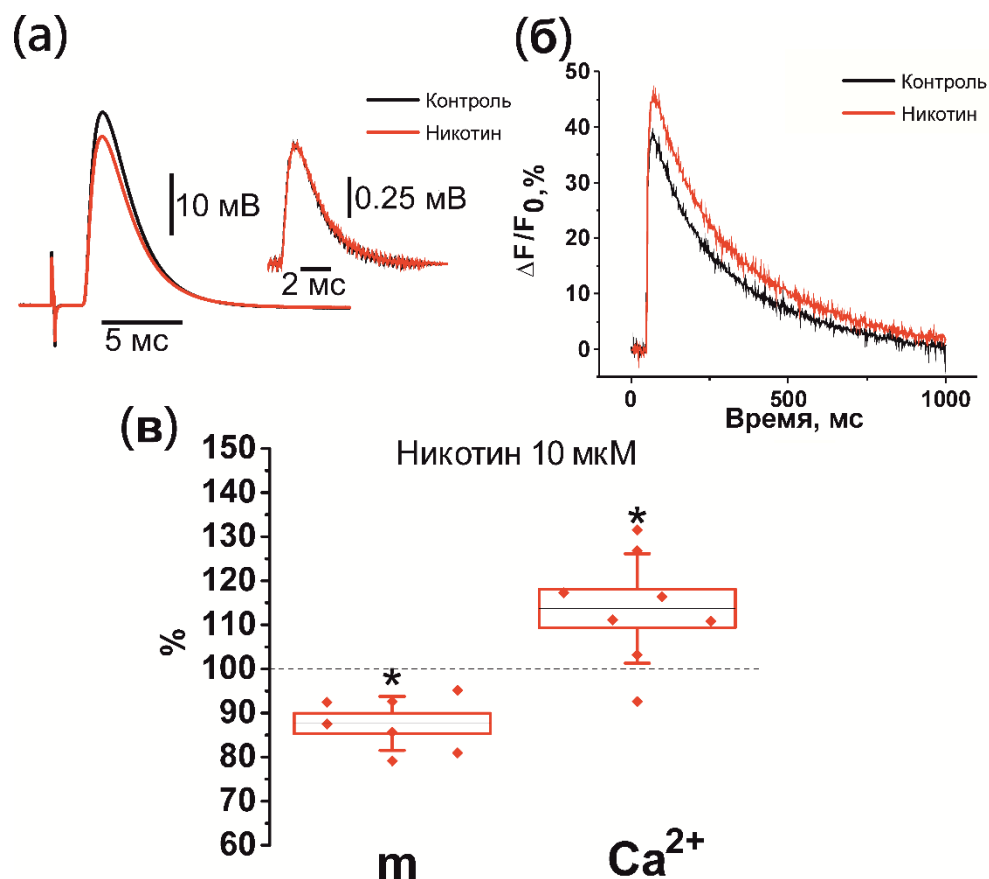 (а)
Контроль
Никотин
10 мВ
0.25 мВ
2 мс
5 мс
(б)
50
40
30
20
10
0
ΔF/F0, %
Контроль
Никотин
0 500 1000
Время, мс
(в)
Никотин 10 мкМ
150
140
130
120
110
100
90
80
70
60
%
*
*
m
Ca2+